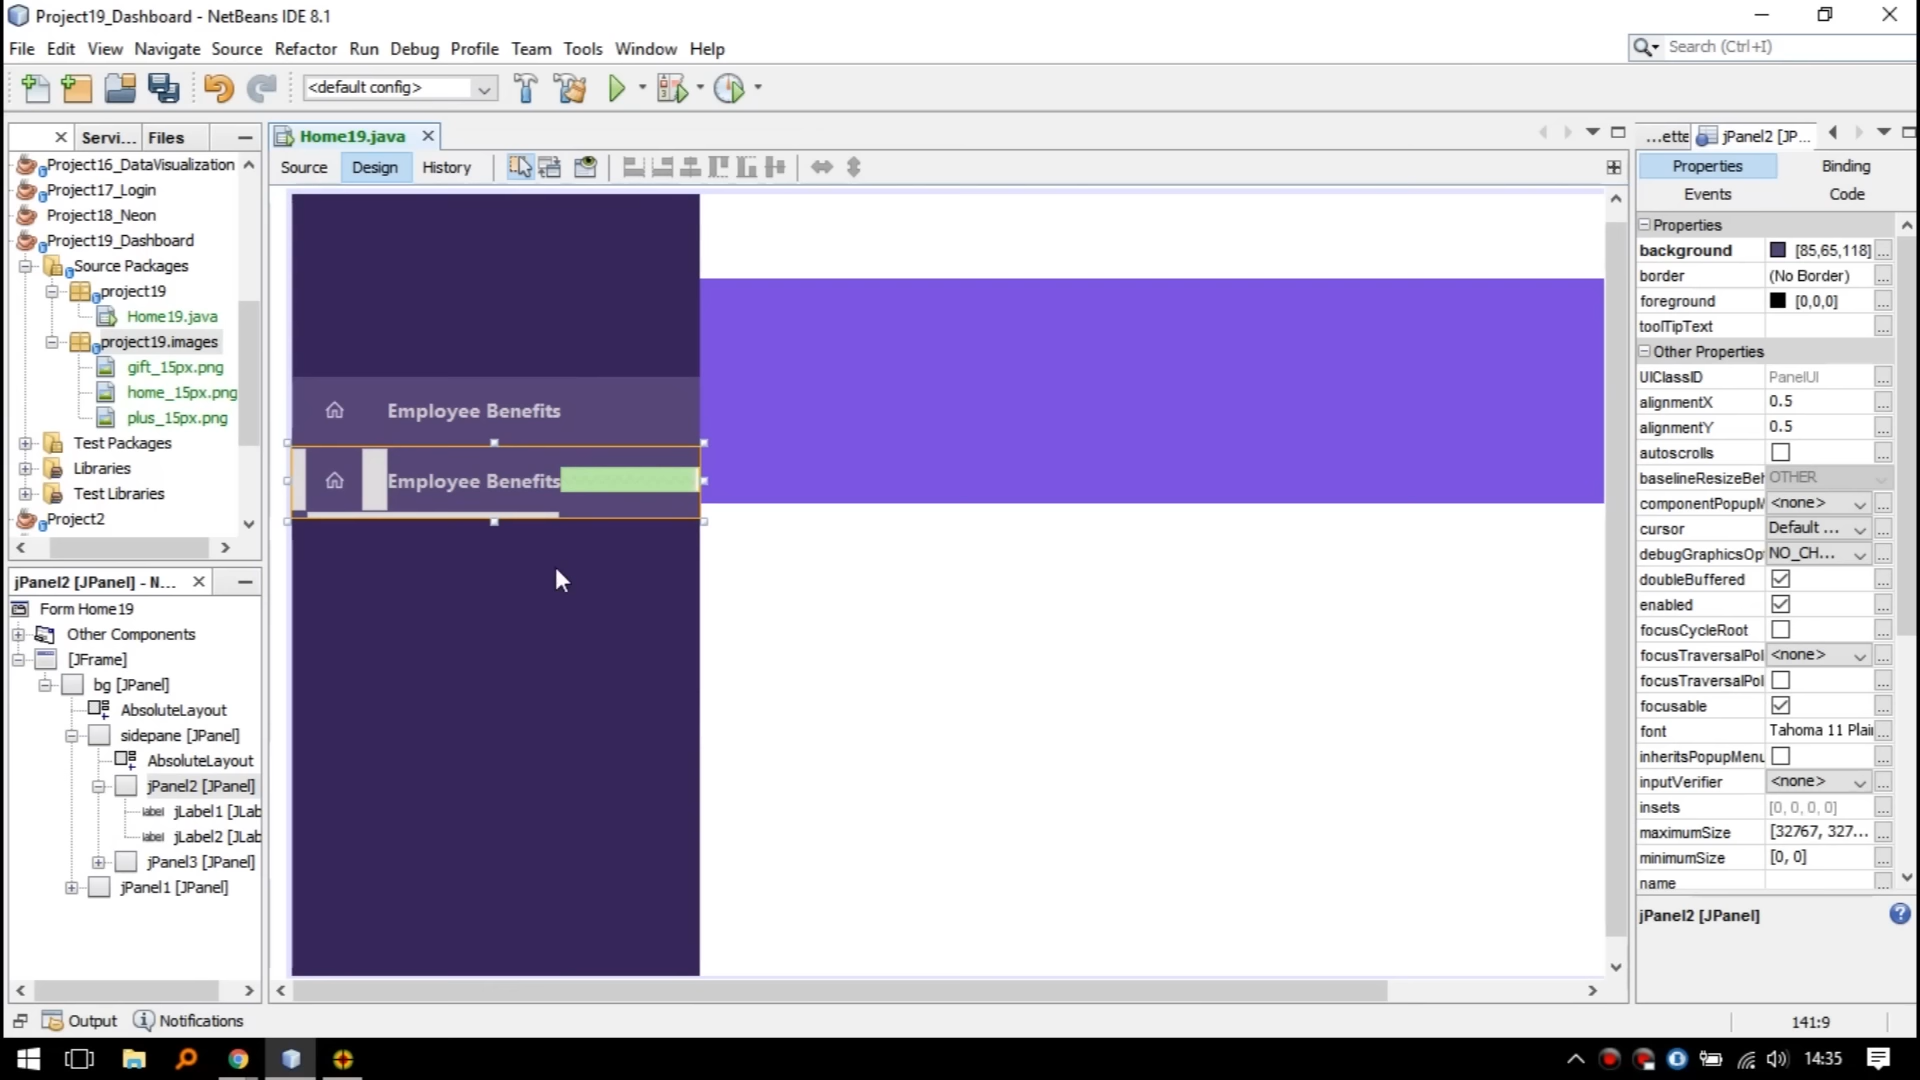 Project19_Dashboard - NetBeans IDE 8.1
File Edit View Navigate Source Refactor Run Debug Profile Team Tools Window Help
Search (Ctrl+I)
<default config>
Servi... Files
Project16_DataVisualization
Project17_Login
Project18_Neon
Project19_Dashboard
Source Packages
project19
Home19.java
project19.images
gift_15px.png
home_15px.png
plus_15px.png
Test Packages
Libraries
Test Libraries
Project2
jPanel2 [JPanel] - N...
Form Home19
Other Components
[JFrame]
bg [JPanel]
AbsoluteLayout
sidepane [JPanel]
AbsoluteLayout
jPanel2 [JPanel]
label jLabel1 [JLab
label jLabel2 [JLab
jPanel3 [JPanel]
jPanel1 [JPanel]
Home19.java
Source Design History
Employee Benefits
Employee Benefits
...ette jPanel2 [JP...
Properties Binding
Events Code
Properties
background [85,65,118] ...
border (No Border) ...
foreground [0,0,0] ...
toolTipText ...
Other Properties
UIClassID PanelUI ...
alignmentX 0.5 ...
alignmentY 0.5 ...
autoscrolls ...
baselineResizeBeh OTHER
componentPopupM <none> ...
cursor Default ... ...
debugGraphicsOpt NO_CH... ...
doubleBuffered ...
enabled ...
focusCycleRoot ...
focusTraversalPol <none> ...
focusTraversalPol ...
focusable ...
font Tahoma 11 Plai ...
inheritsPopupMenu ...
inputVerifier <none> ...
insets [0, 0, 0, 0] ...
maximumSize [32767, 327... ...
minimumSize [0, 0] ...
name
jPanel2 [JPanel]
Output Notifications
141:9
14:35